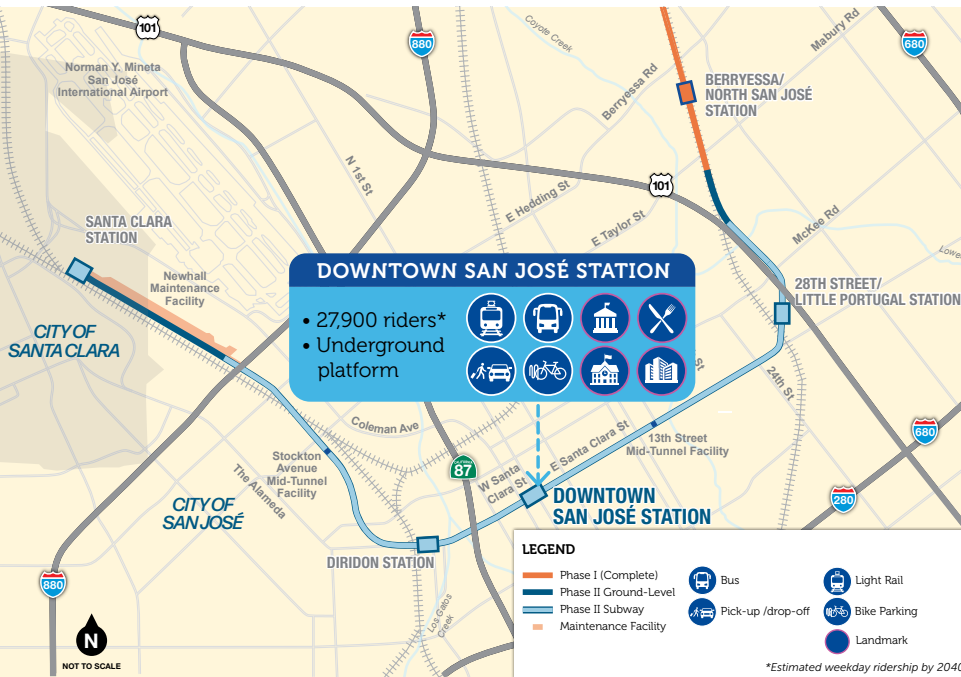 101
880
680
Coyote Creek
Mabury Rd
Berryessa Rd
Norman Y. Mineta
San José
International Airport
BERRYESSA/
NORTH SAN JOSÉ
STATION
N 1st St
101
E Hedding St
E Taylor St
McKee Rd
Lowe
SANTA CLARA
STATION
Newhall
Maintenance
Facility
28TH STREET/
LITTLE PORTUGAL STATION
CITY OF
SANTA CLARA
DOWNTOWN SAN JOSÉ STATION
• 27,900 riders*
• Underground
platform
St
24th St
Coleman Ave
13th Street
Mid-Tunnel Facility
E Santa Clara St
W Santa
Clara St
CALIFORNIA
87
680
280
Stockton
Avenue
Mid-Tunnel
Facility
The Alameda
CITY OF
SAN JOSÉ
DOWNTOWN
SAN JOSÉ STATION
DIRIDON STATION
880
Los Gatos
Creek
N
NOT TO SCALE
LEGEND
Phase I (Complete)
Phase II Ground-Level
Phase II Subway
Maintenance Facility
Bus
Pick-up /drop-off
Light Rail
Bike Parking
Landmark
*Estimated weekday ridership by 2040